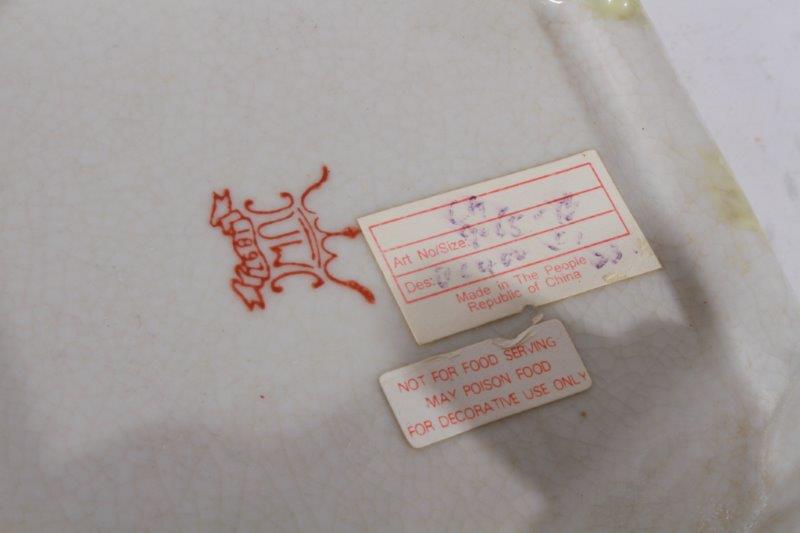 1897
Art No/Size:
Des:
Made in The People
Republic of China
NOT FOR FOOD SERVING
MAY POISON FOOD
FOR DECORATIVE USE ONLY